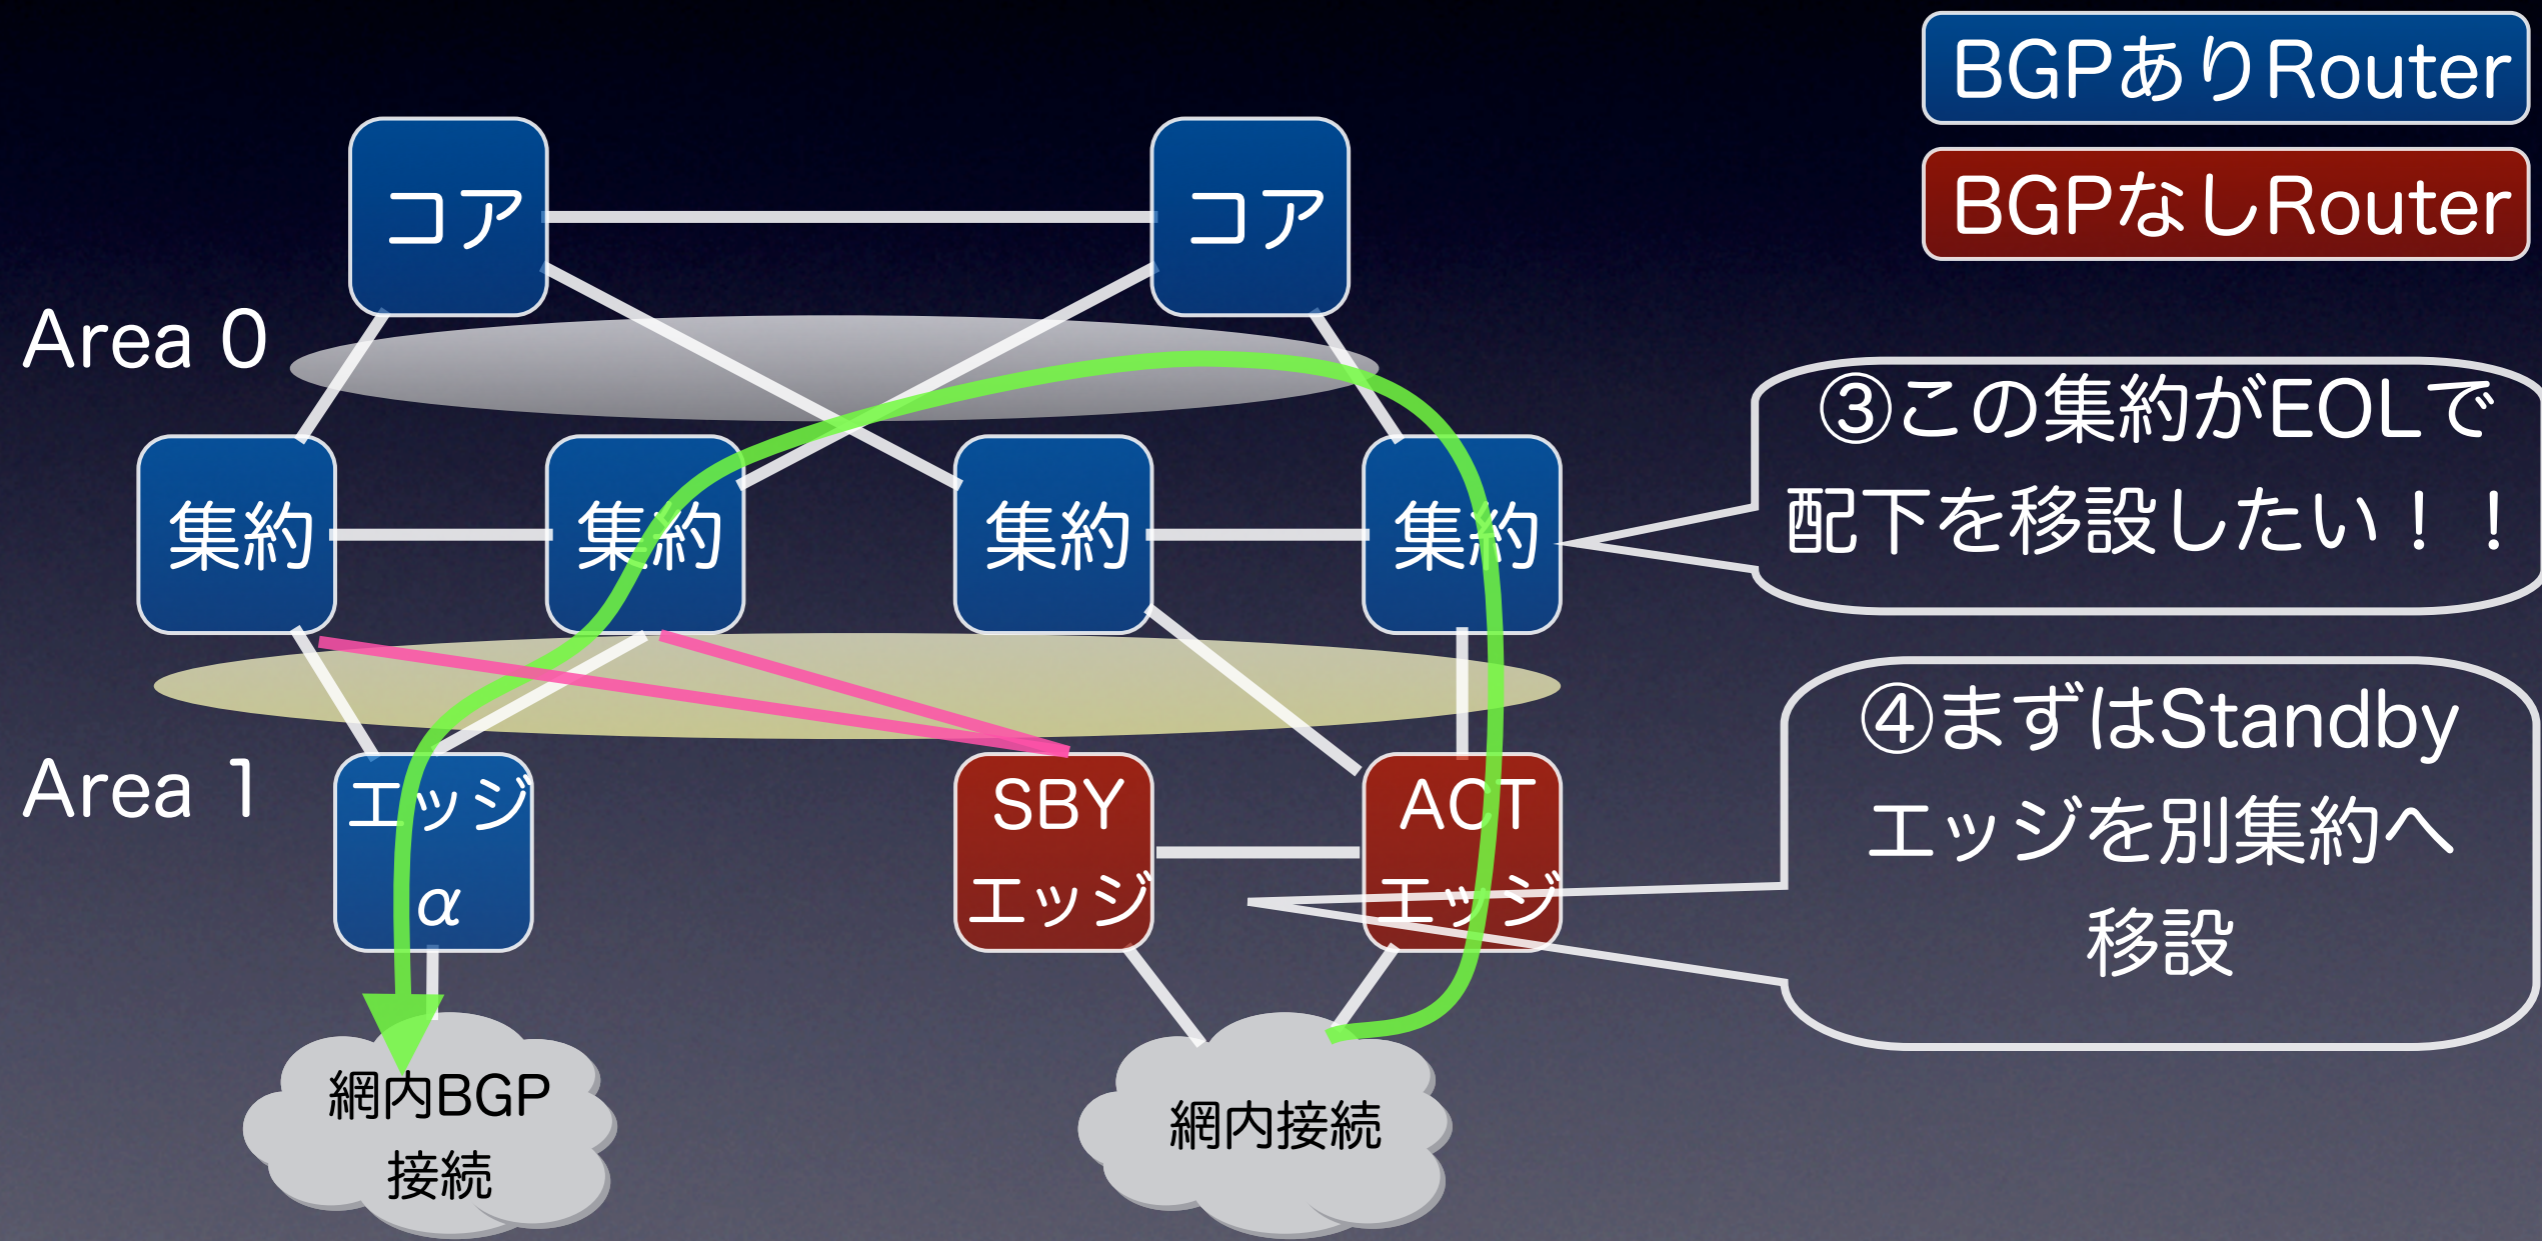 BGPありRouter
BGPなしRouter
コア
コア
Area 0
③この集約がEOLで
配下を移設したい！！
集約
集約
集約
集約
④まずはStandby
エッジを別集約へ
移設
Area 1
エッジ
α
SBY
エッジ
ACT
エッジ
網内BGP
接続
網内接続